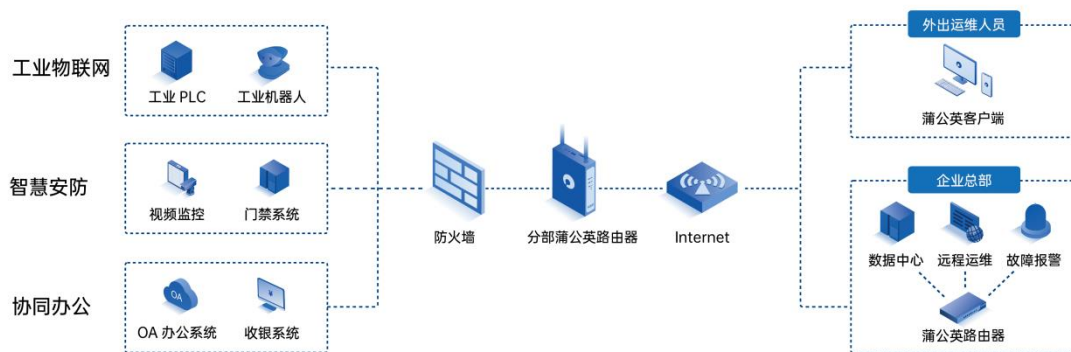 工业物联网
工业 PLC
工业机器人
智慧安防
视频监控
门禁系统
协同办公
OA
OA 办公系统
¥
收银系统
防火墙
分部蒲公英路由器
Internet
外出运维人员
蒲公英客户端
企业总部
数据中心
远程运维
故障报警
蒲公英路由器